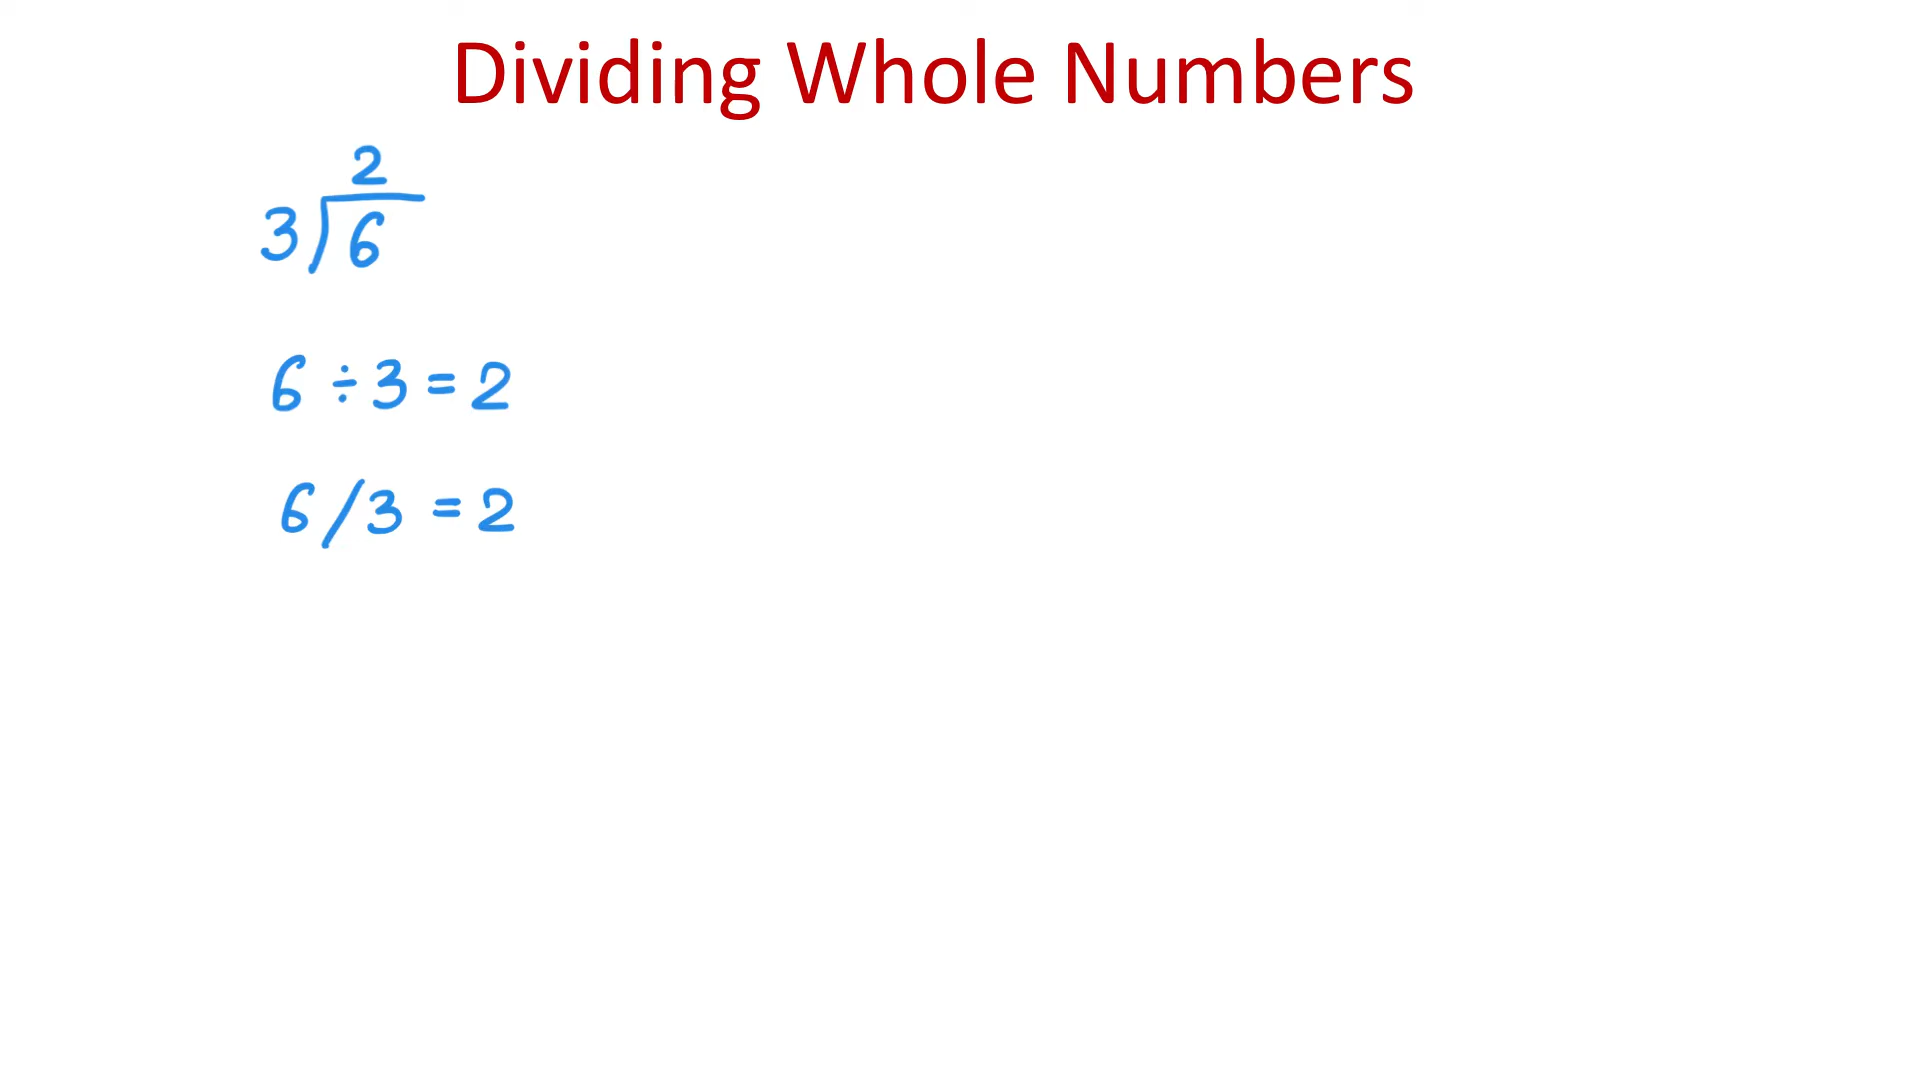 Dividing Whole Numbers
2
3 6
6 ÷ 3 = 2
6 / 3 = 2